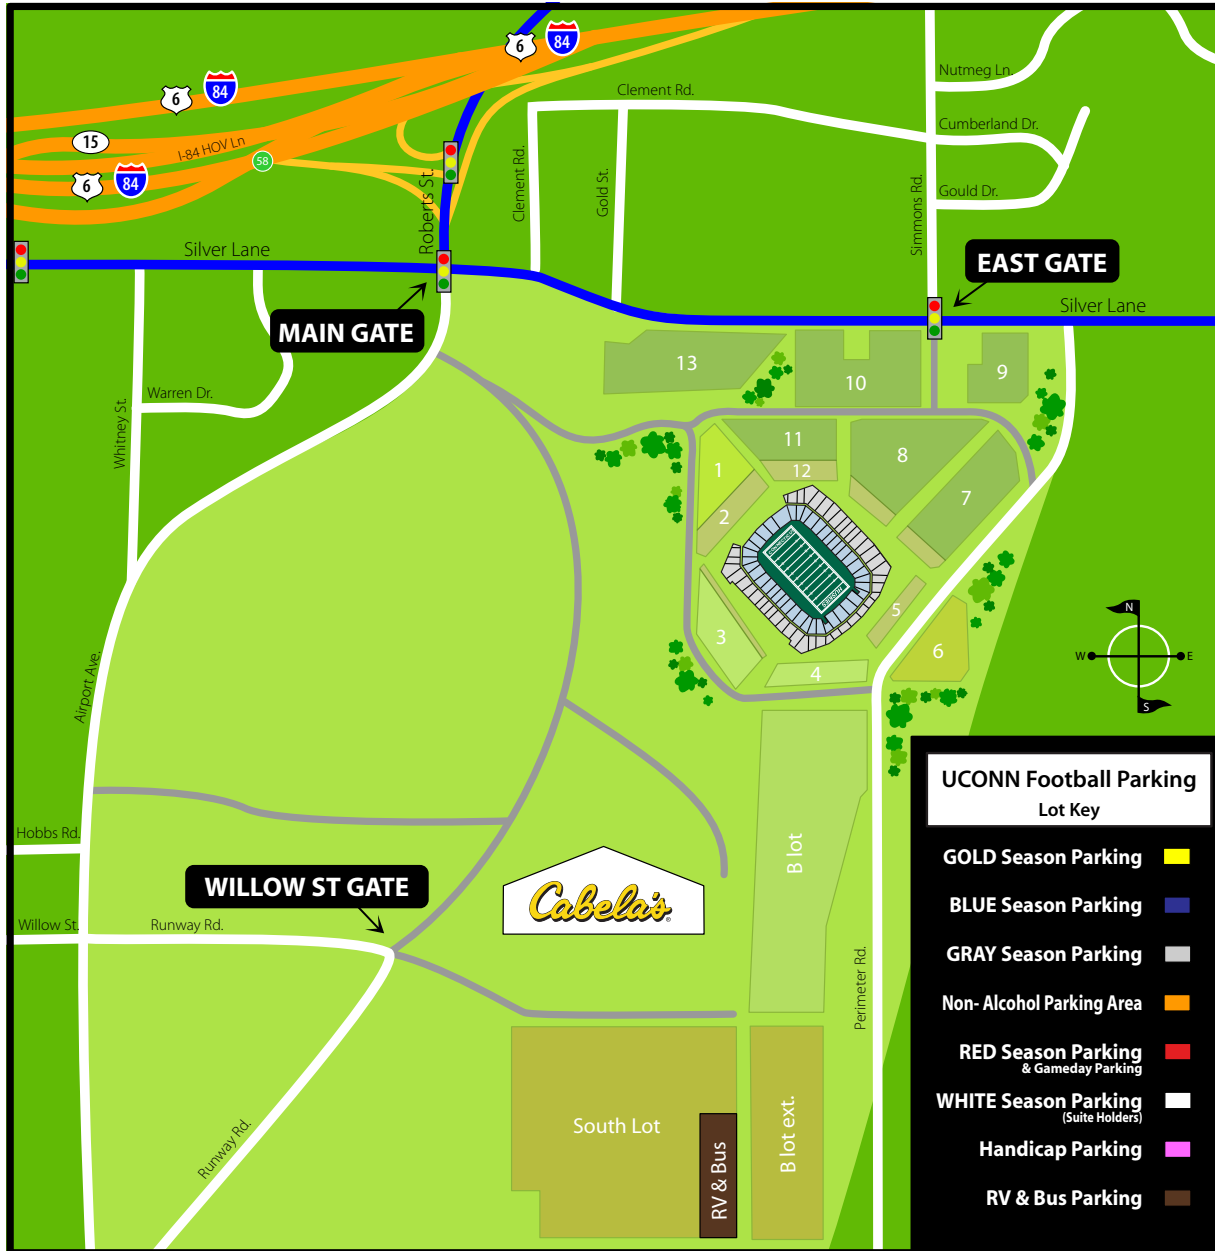 6
84
6
84
15
I-84 HOV Ln
58
6
84
Clement Rd.
Nutmeg Ln.
Cumberland Dr.
Gould Dr.
Roberts St.
Clement Rd.
Gold St.
Simmons Rd.
Silver Lane
EAST GATE
Silver Lane
MAIN GATE
Warren Dr.
Whitney St.
13
10
9
11
12
8
7
1
2
3
4
5
6
CONNECTICUT
HUSKIES
N
W
E
S
Airport Ave.
Hobbs Rd.
Willow St.
Runway Rd.
WILLOW ST GATE
Cabela's
B lot
Perimeter Rd.
Runway Rd.
South Lot
RV & Bus
B lot ext.
UCONN Football Parking
Lot Key
GOLD Season Parking
BLUE Season Parking
GRAY Season Parking
Non- Alcohol Parking Area
RED Season Parking
& Gameday Parking
WHITE Season Parking
(Suite Holders)
Handicap Parking
RV & Bus Parking